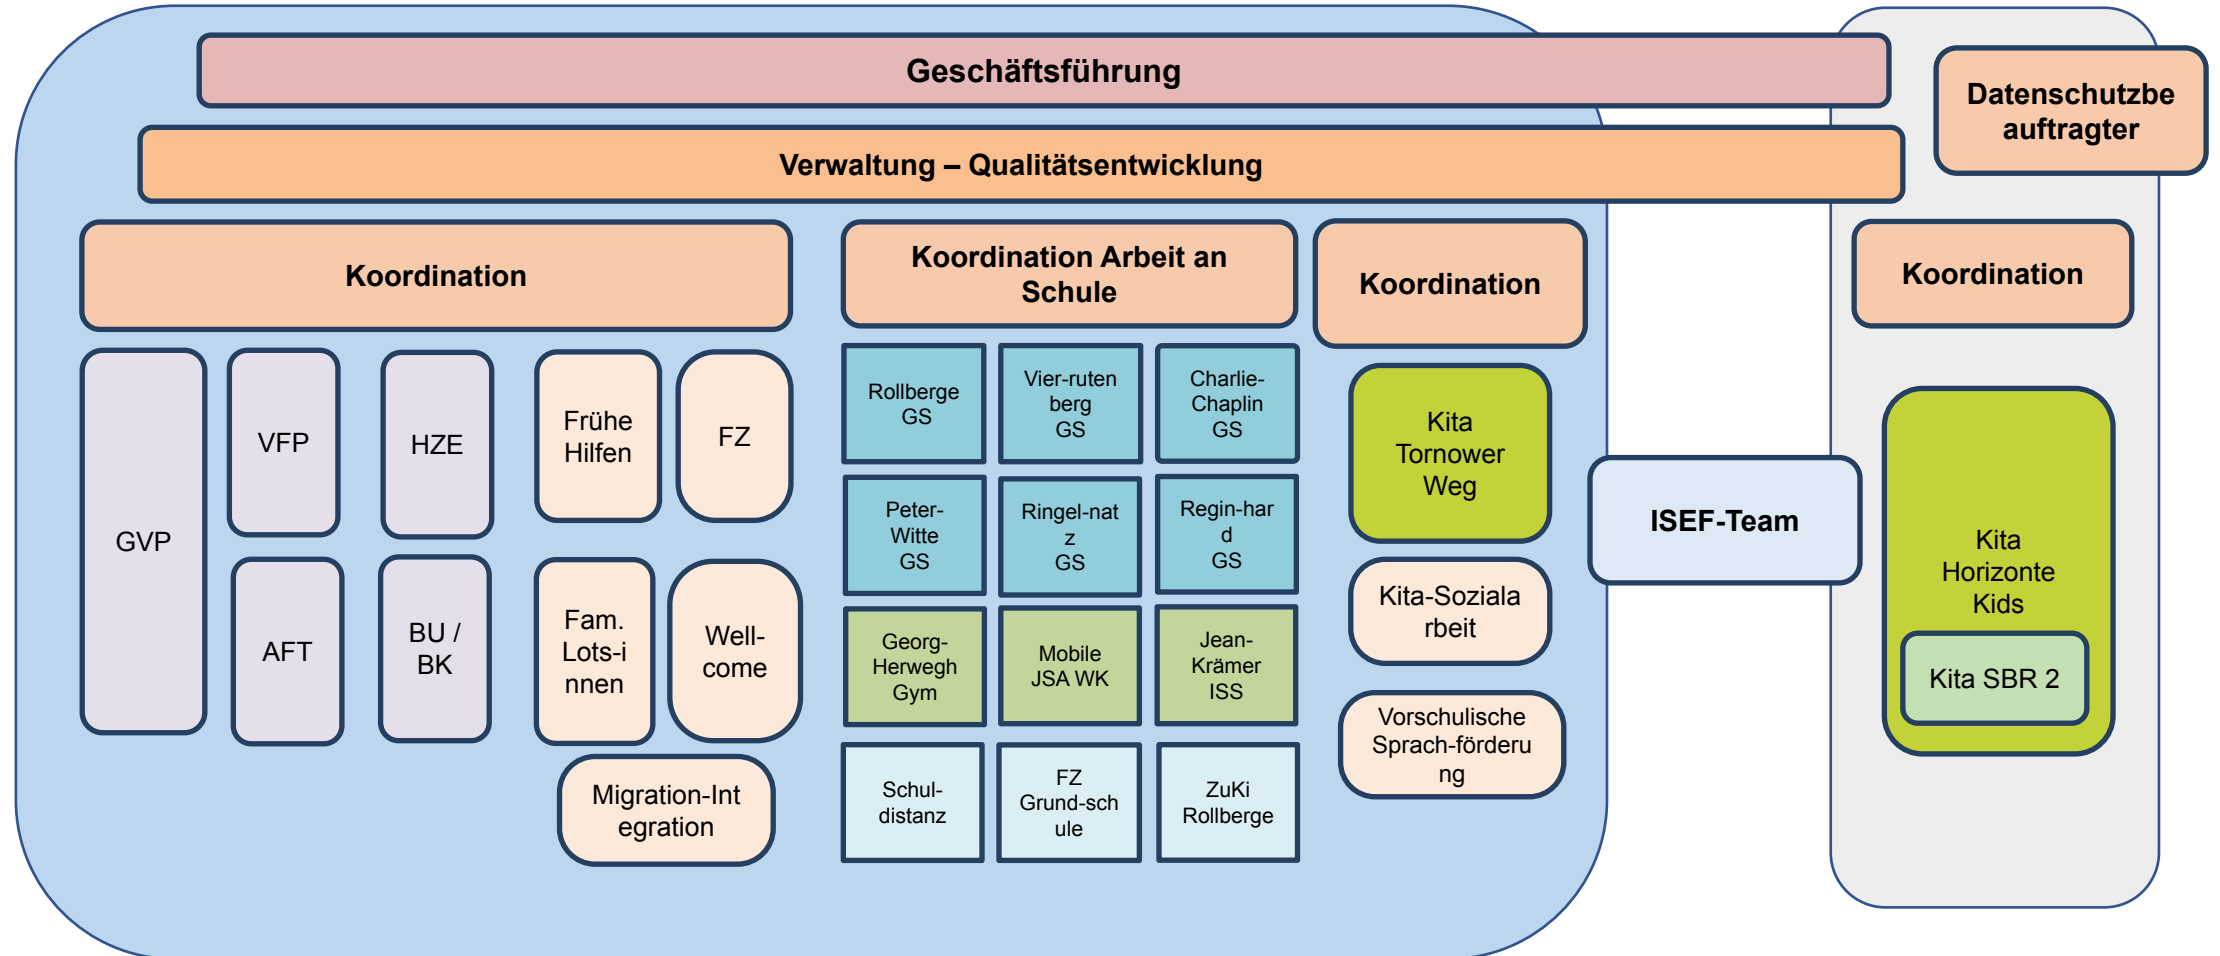 Geschäftsführung
Datenschutzbe
auftragter
Verwaltung – Qualitätsentwicklung
Koordination
Koordination Arbeit an
Schule
Koordination
Koordination
GVP
VFP
HZE
Frühe
Hilfen
FZ
AFT
BU /
BK
Fam.
Lots-i
nnen
Well-
come
Migration-Int
egration
Rollberge
GS
Vier-ruten
berg
GS
Charlie-
Chaplin
GS
Peter-
Witte
GS
Ringel-nat
z
GS
Regin-har
d
GS
Georg-
Herwegh
Gym
Mobile
JSA WK
Jean-
Krämer
ISS
Schul-
distanz
FZ
Grund-sch
ule
ZuKi
Rollberge
Kita
Tornower
Weg
Kita-Soziala
rbeit
Vorschulische
Sprach-förderu
ng
ISEF-Team
Kita
Horizonte
Kids
Kita SBR 2